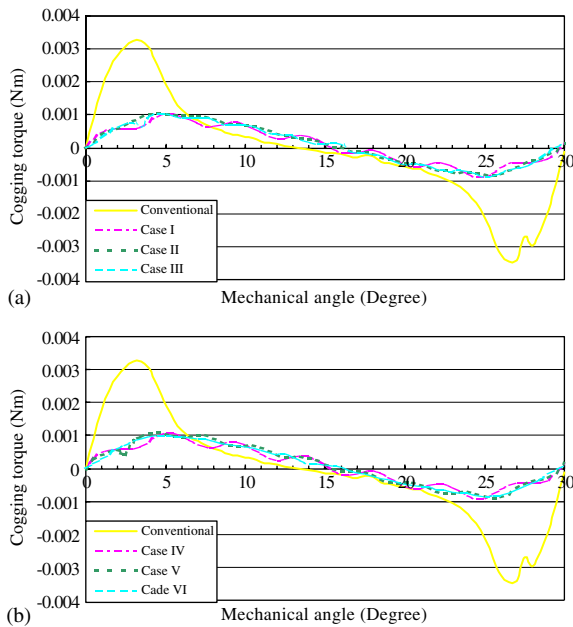 0.004
0.003
0.002
0.001
0
-0.001
-0.002
-0.003
-0.004
Cogging torque (Nm)
0 5 10 15 20 25 30
Conventional
Case I
Case II
Case III
(a)
Mechanical angle (Degree)
0.004
0.003
0.002
0.001
0
-0.001
-0.002
-0.003
-0.004
Cogging torque (Nm)
0 5 10 15 20 25 30
Conventional
Case IV
Case V
Cade VI
(b)
Mechanical angle (Degree)